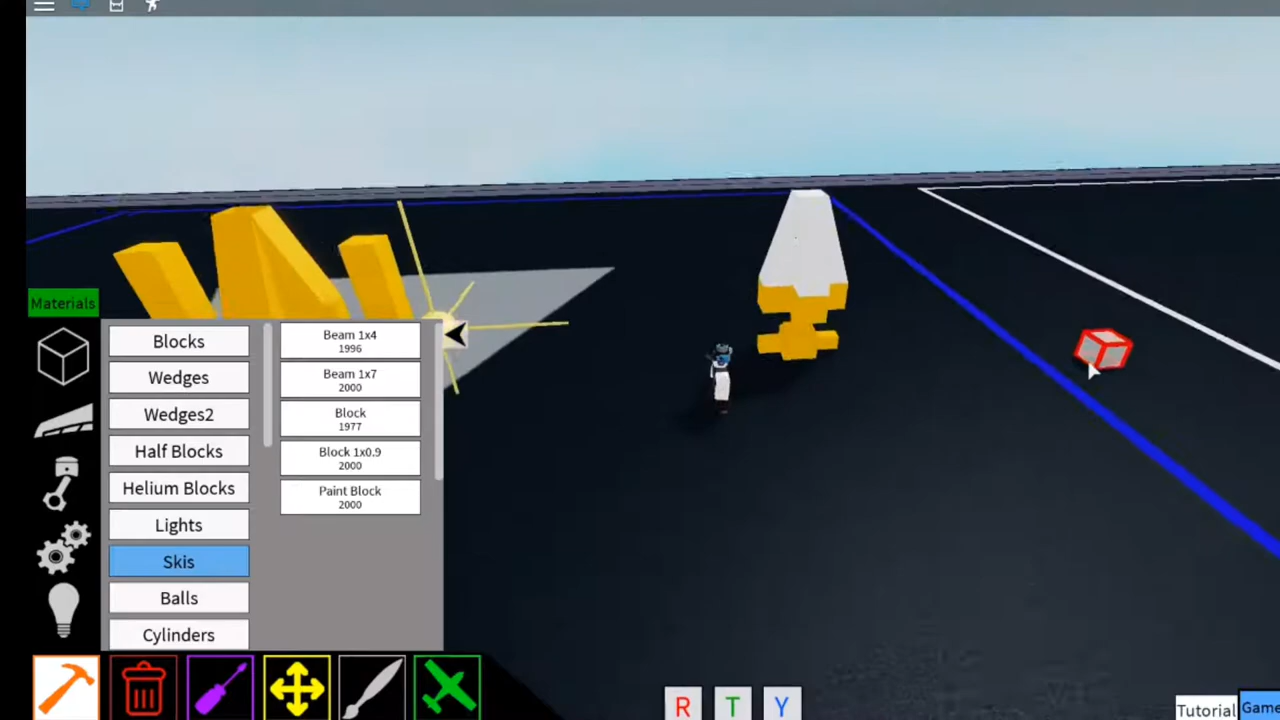 Materials
Blocks
Wedges
Wedges2
Half Blocks
Helium Blocks
Lights
Skis
Balls
Cylinders
Beam 1x4
1996
Beam 1x7
2000
Block
1977
Block 1x0.9
2000
Paint Block
2000
R T Y
Tutorial Game